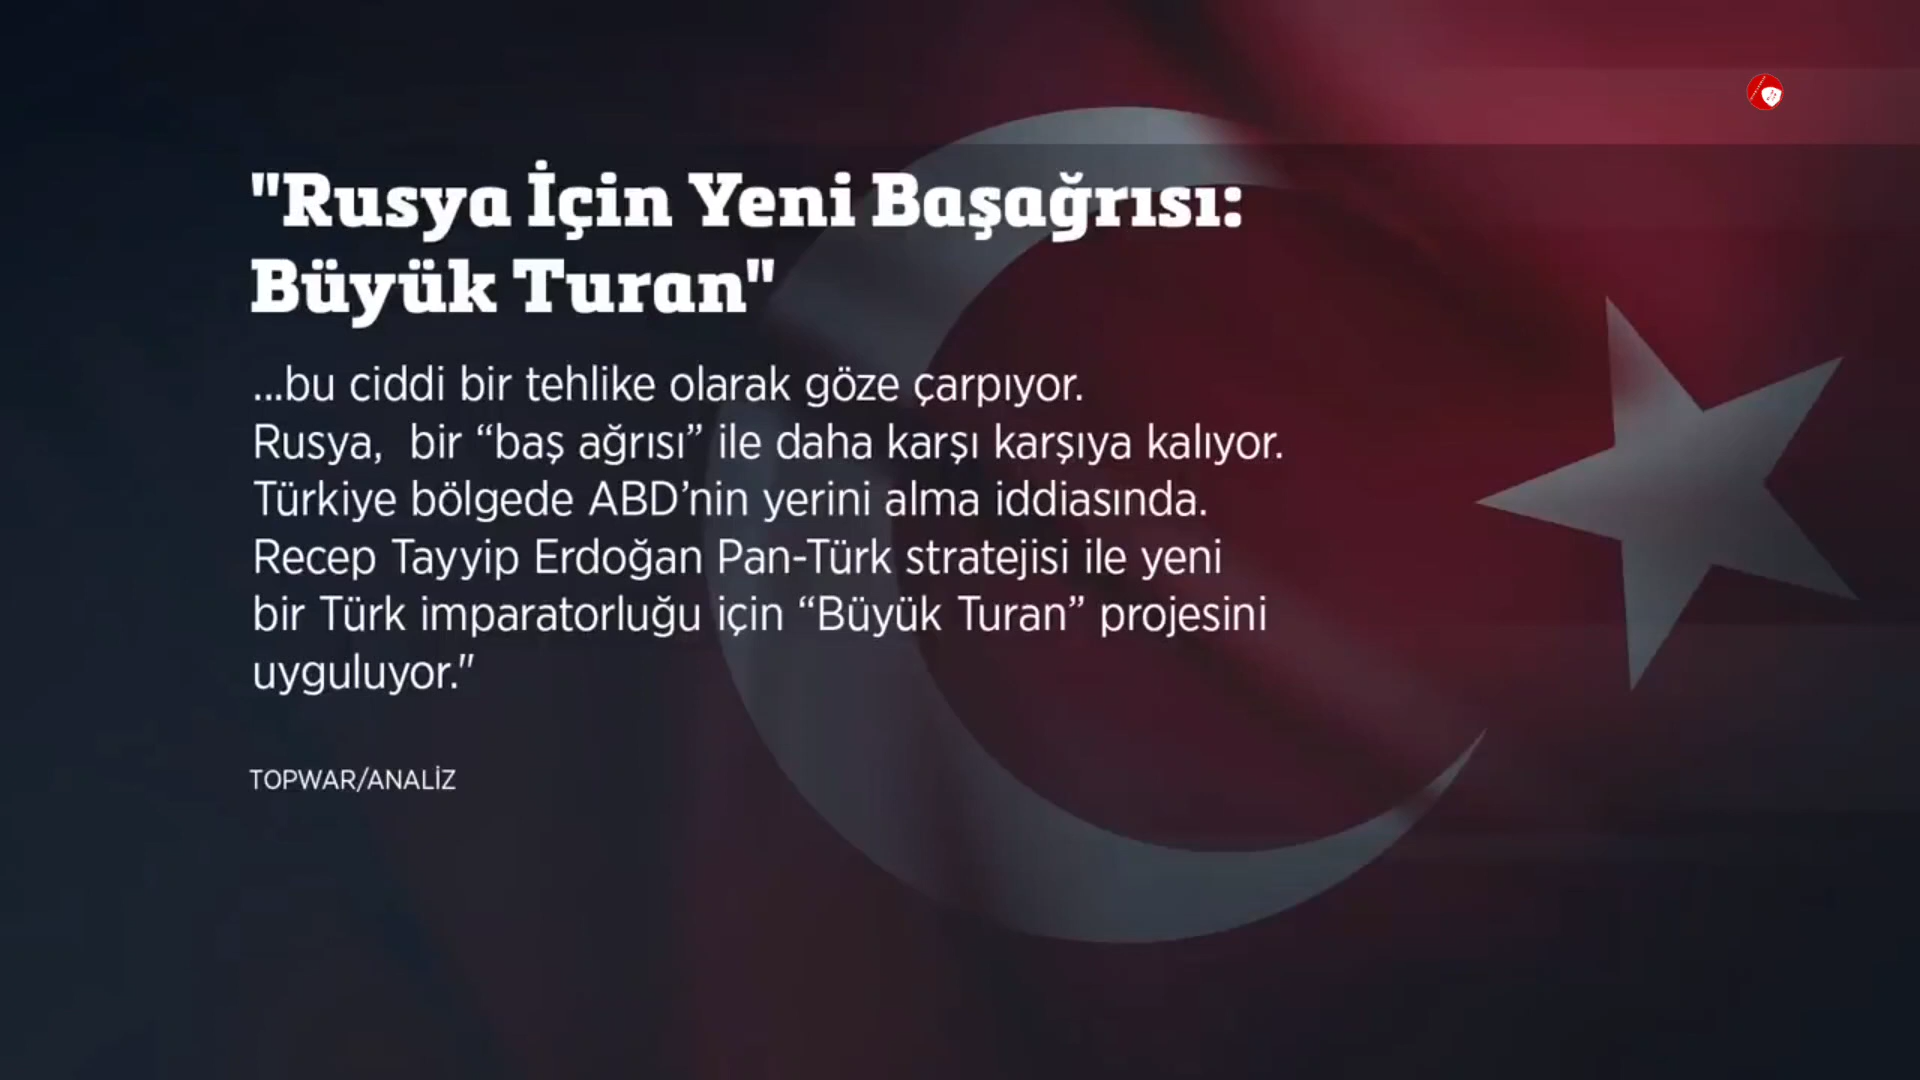 "Rusya İçin Yeni Başağrısı:
Büyük Turan"
...bu ciddi bir tehlike olarak göze çarpıyor.
Rusya,  bir “baş ağrısı” ile daha karşı karşıya kalıyor.
Türkiye bölgede ABD’nin yerini alma iddiasında.
Recep Tayyip Erdoğan Pan-Türk stratejisi ile yeni
bir Türk imparatorluğu için “Büyük Turan” projesini
uyguluyor."
TOPWAR/ANALİZ